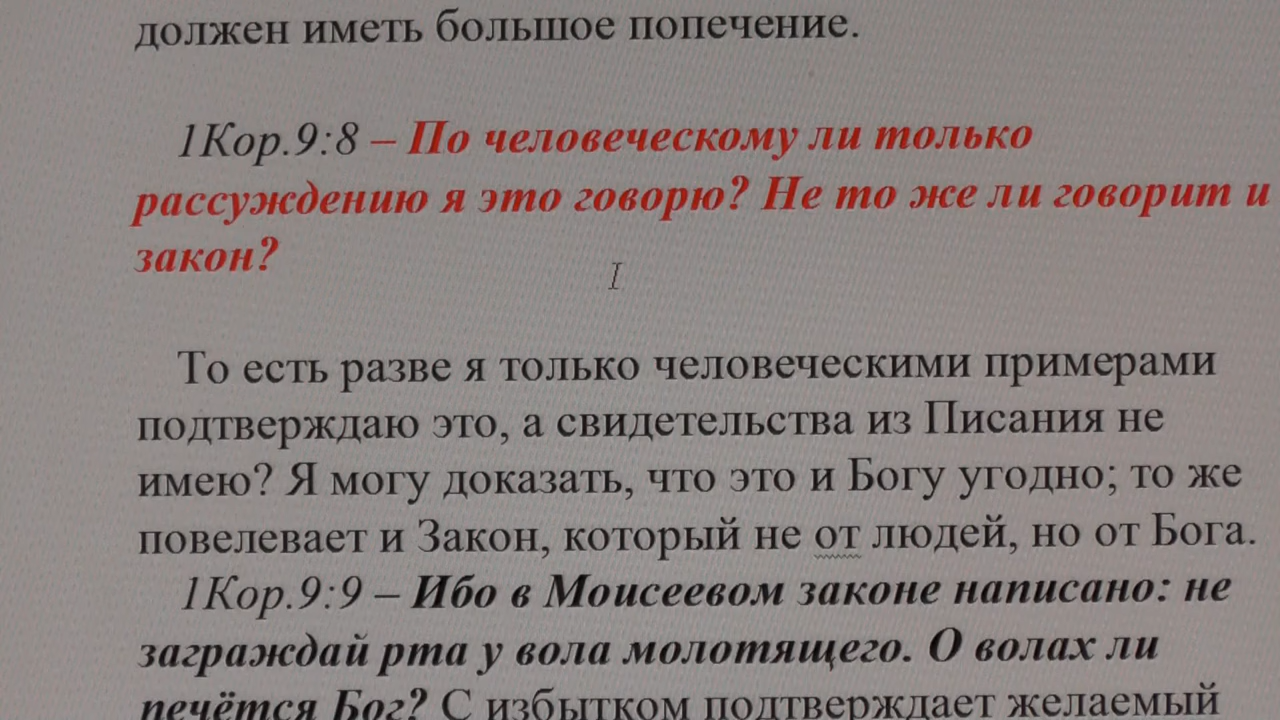 должен иметь большое попечение.
1Кор.9:8 – По человеческому ли только
рассуждению я это говорю? Не то же ли говорит и
закон?
То есть разве я только человеческими примерами
подтверждаю это, а свидетельства из Писания не
имею? Я могу доказать, что это и Богу угодно; то же
повелевает и Закон, который не от людей, но от Бога.
1Кор.9:9 – Ибо в Моисеевом законе написано: не
заграждай рта у вола молотящего. О волах ли
печётся Бог? С избытком подтверждает желаемый